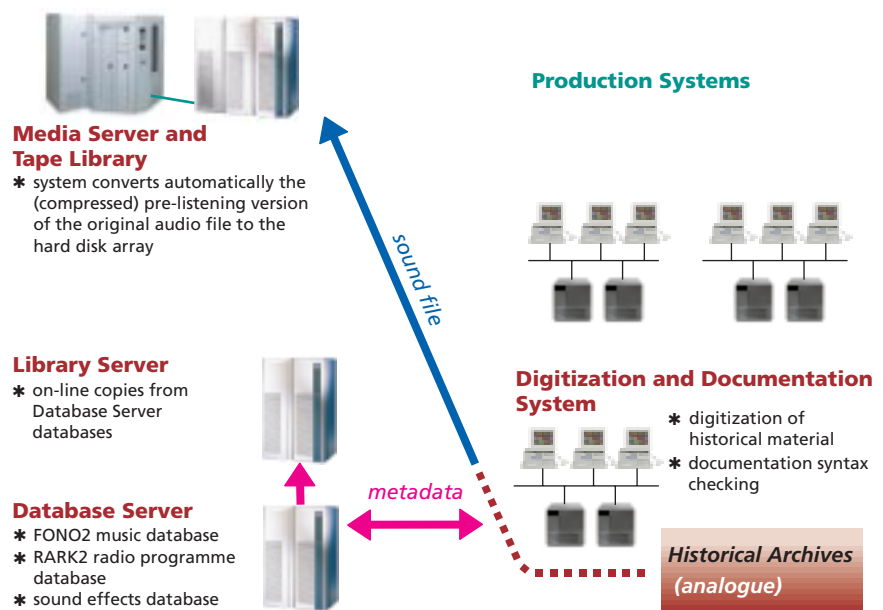 Production Systems
Media Server and
Tape Library
✱ system converts automatically the
(compressed) pre-listening version
of the original audio file to the
hard disk array
sound file
Library Server
✱ on-line copies from
Database Server
databases
Digitization and Documentation
System
✱ digitization of
historical material
✱ documentation syntax
checking
metadata
Database Server
✱ FONO2 music database
✱ RARK2 radio programme
database
✱ sound effects database
Historical Archives
(analogue)